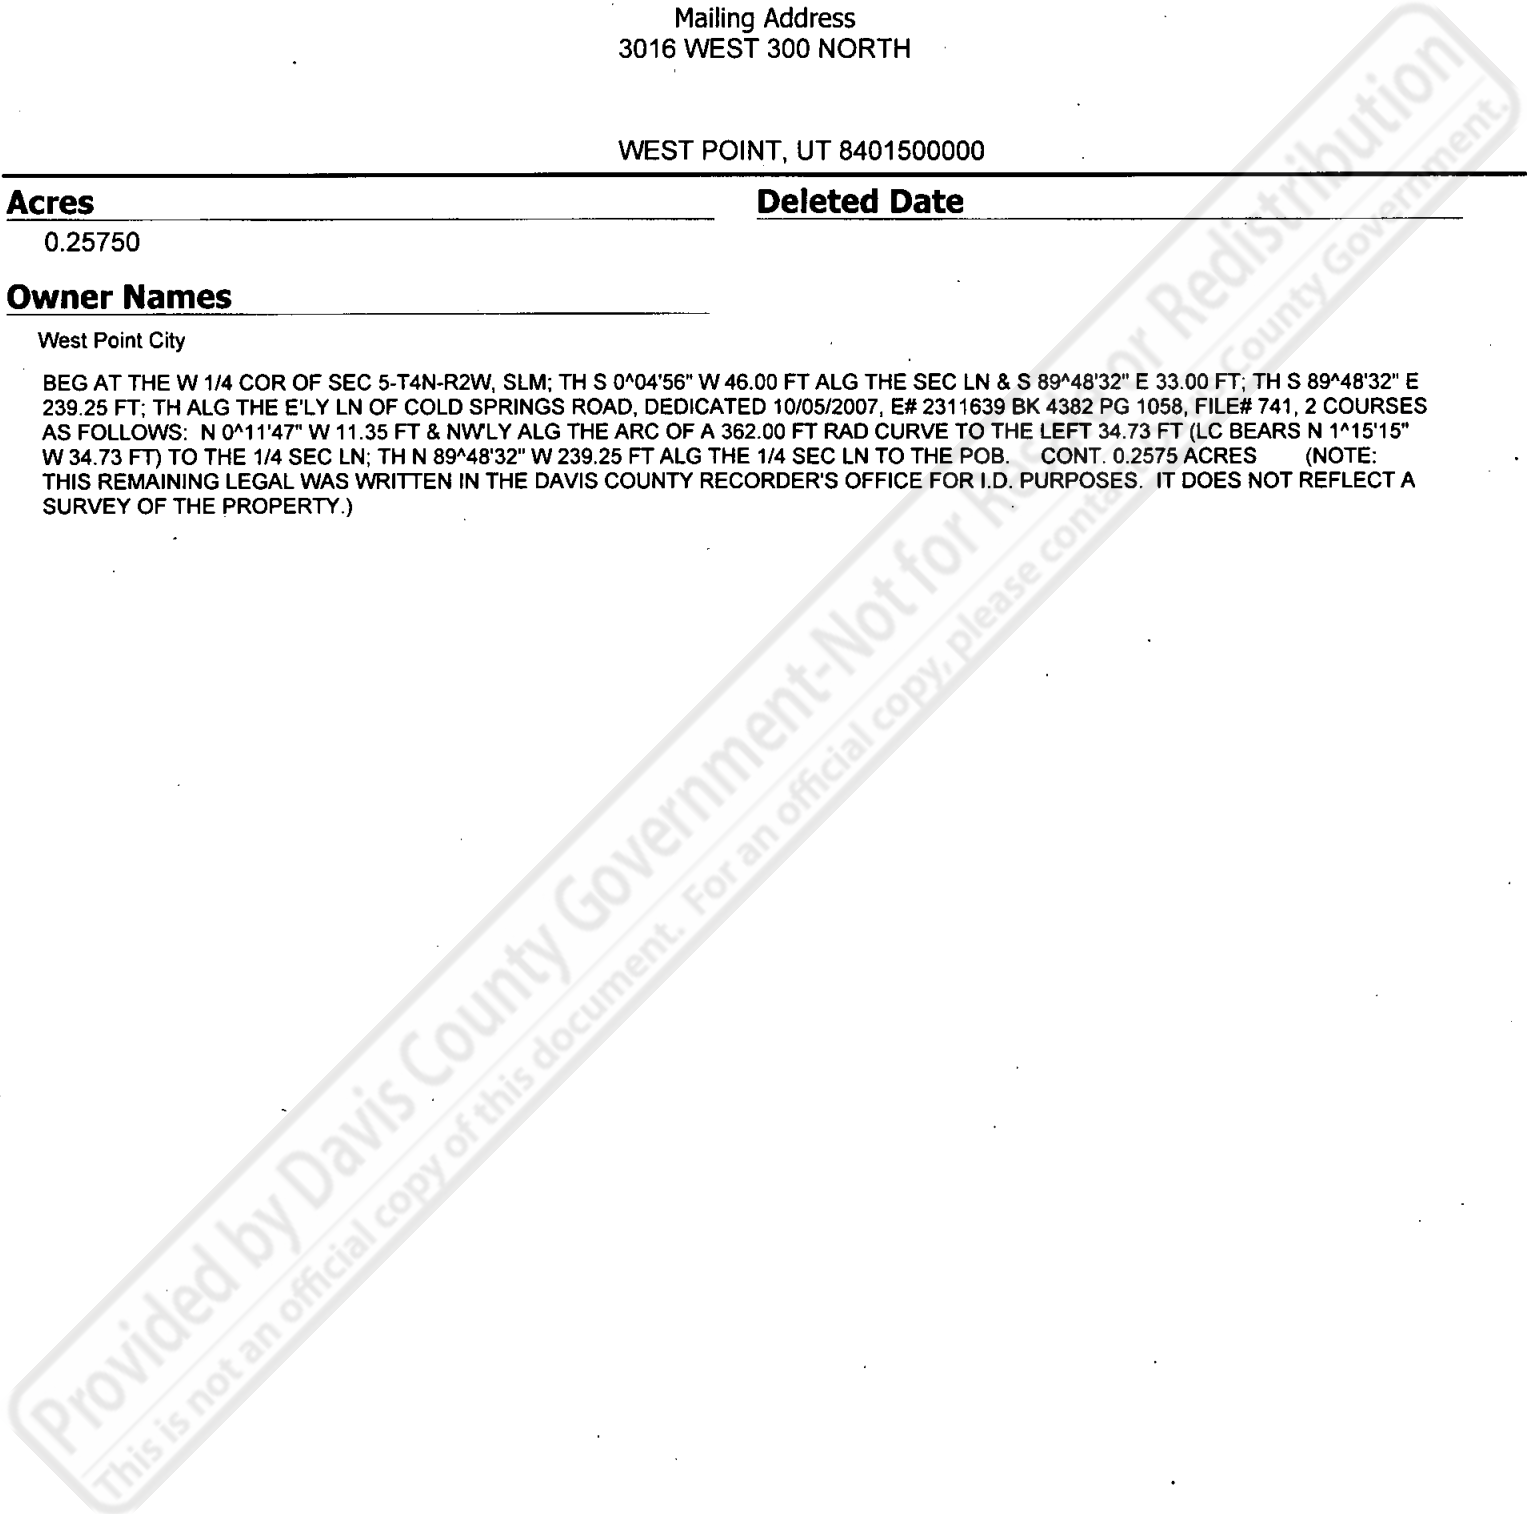 Mailing Address
3016 WEST 300 NORTH
WEST POINT, UT 8401500000
Acres
Deleted Date
0.25750
Owner Names
West Point City
BEG AT THE W 1/4 COR OF SEC 5-T4N-R2W, SLM; TH S 0^04'56" W 46.00 FT ALG THE SEC LN & S 89^48'32" E 33.00 FT; TH S 89^48'32" E
239.25 FT; TH ALG THE E'LY LN OF COLD SPRINGS ROAD, DEDICATED 10/05/2007, E# 2311639 BK 4382 PG 1058, FILE# 741, 2 COURSES
AS FOLLOWS: N 0^11'47" W 11.35 FT & NW'LY ALG THE ARC OF A 362.00 FT RAD CURVE TO THE LEFT 34.73 FT (LC BEARS N 1^15'15"
W 34.73 FT) TO THE 1/4 SEC LN; TH N 89^48'32" W 239.25 FT ALG THE 1/4 SEC LN TO THE POB. CONT. 0.2575 ACRES (NOTE:
THIS REMAINING LEGAL WAS WRITTEN IN THE DAVIS COUNTY RECORDER'S OFFICE FOR I.D. PURPOSES. IT DOES NOT REFLECT A
SURVEY OF THE PROPERTY.)
Provided by Davis County Government-Not for Resale or Redistribution
This is not an official copy of this document. For an official copy, please contact Davis County Government.